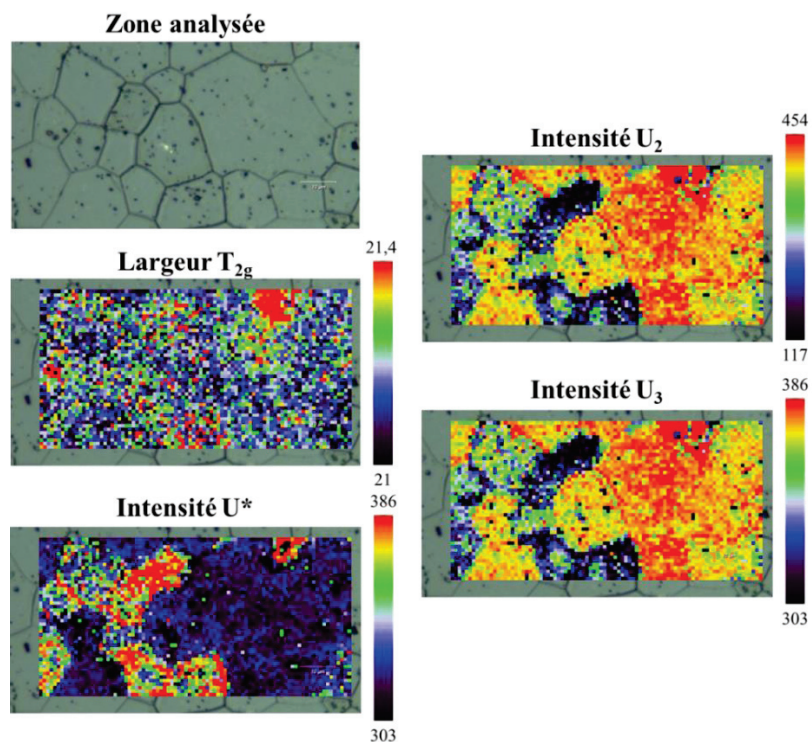 Zone analysée
Largeur T2g
21,4
21
Intensité U*
386
303
Intensité U2
454
117
Intensité U3
386
303